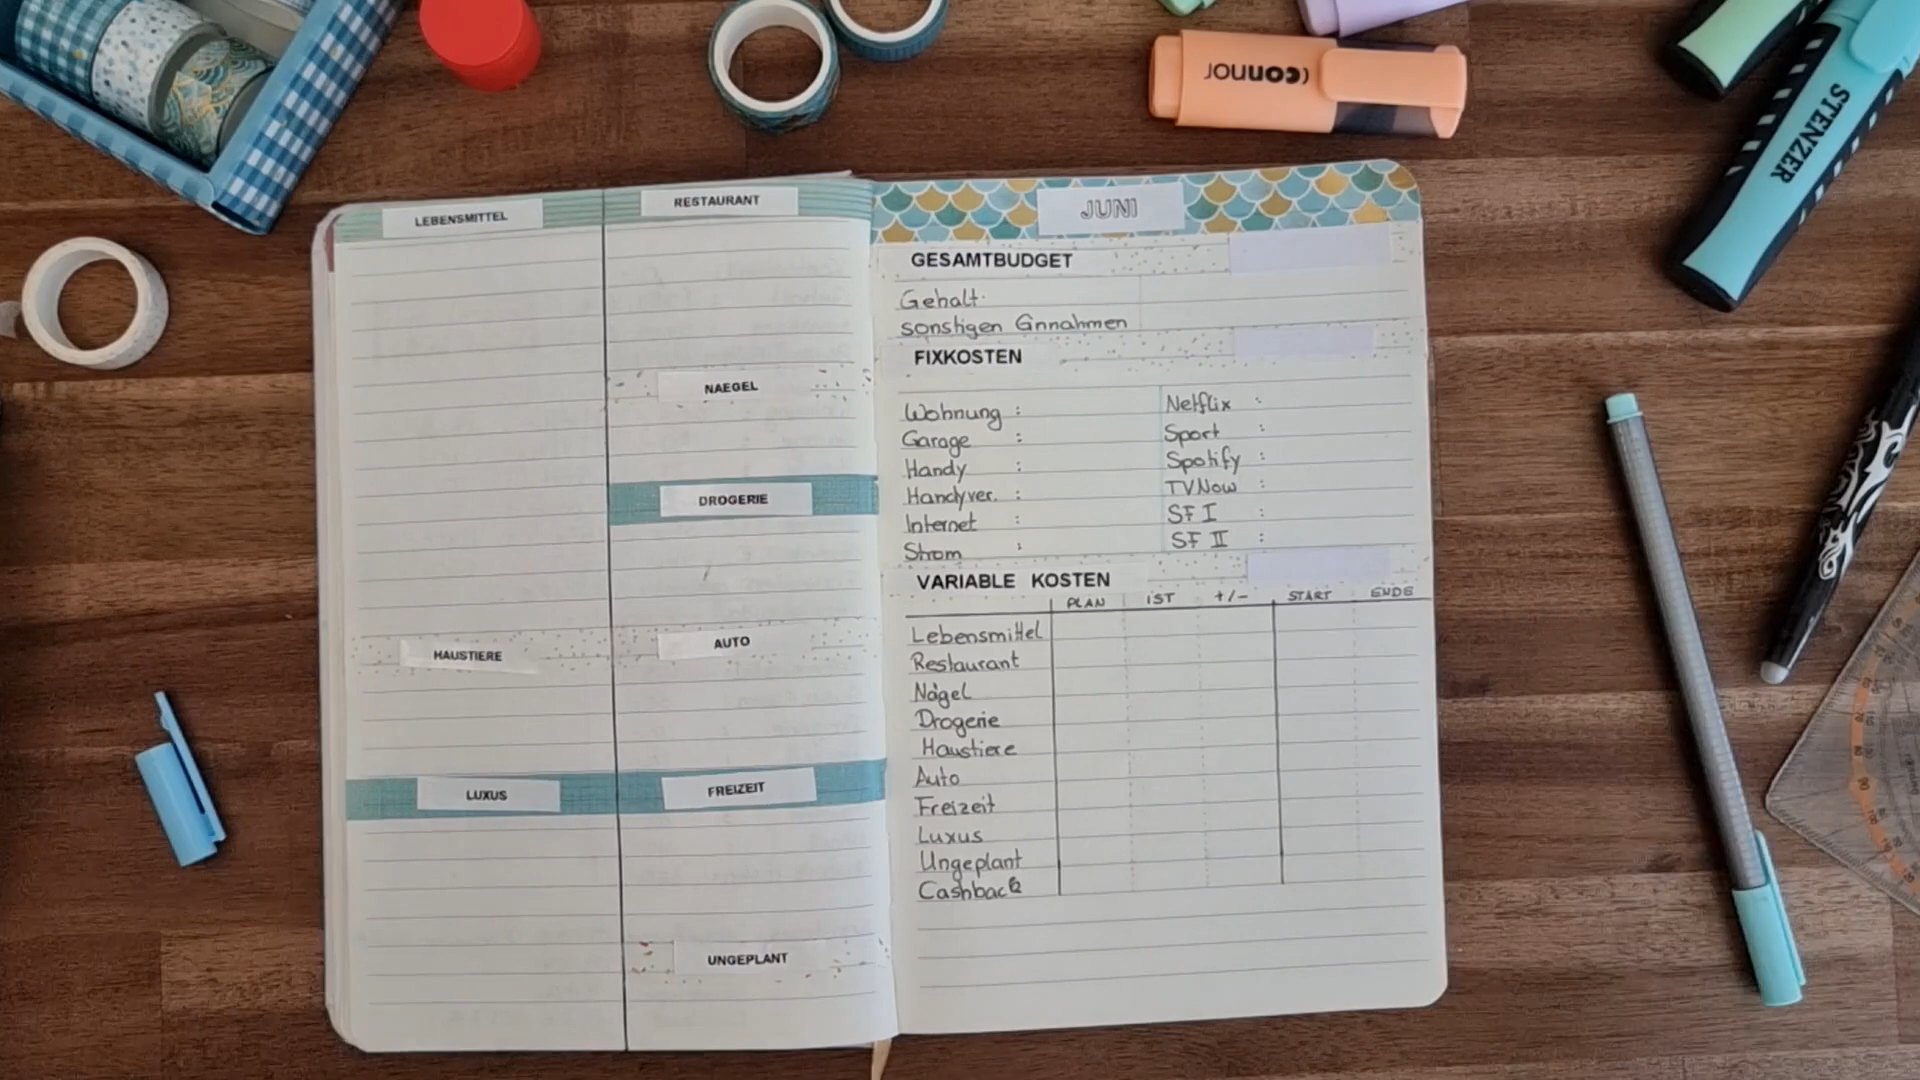 LEBENSMITTEL
RESTAURANT
NAEGEL
DROGERIE
HAUSTIERE
AUTO
LUXUS
FREIZEIT
UNGEPLANT
JUNI
GESAMTBUDGET
Gehalt
sonstigen Einnahmen
FIXKOSTEN
Wohnung :
Garage :
Handy :
Handyver. :
Internet :
Strom :
Netflix :
Sport :
Spotify :
TVNow :
SF I :
SF II :
VARIABLE KOSTEN
PLAN IST +/- START ENDE
Lebensmittel
Restaurant
Nägel
Drogerie
Haustiere
Auto
Freizeit
Luxus
Ungeplant
Cashback
CONNOI
STENZER